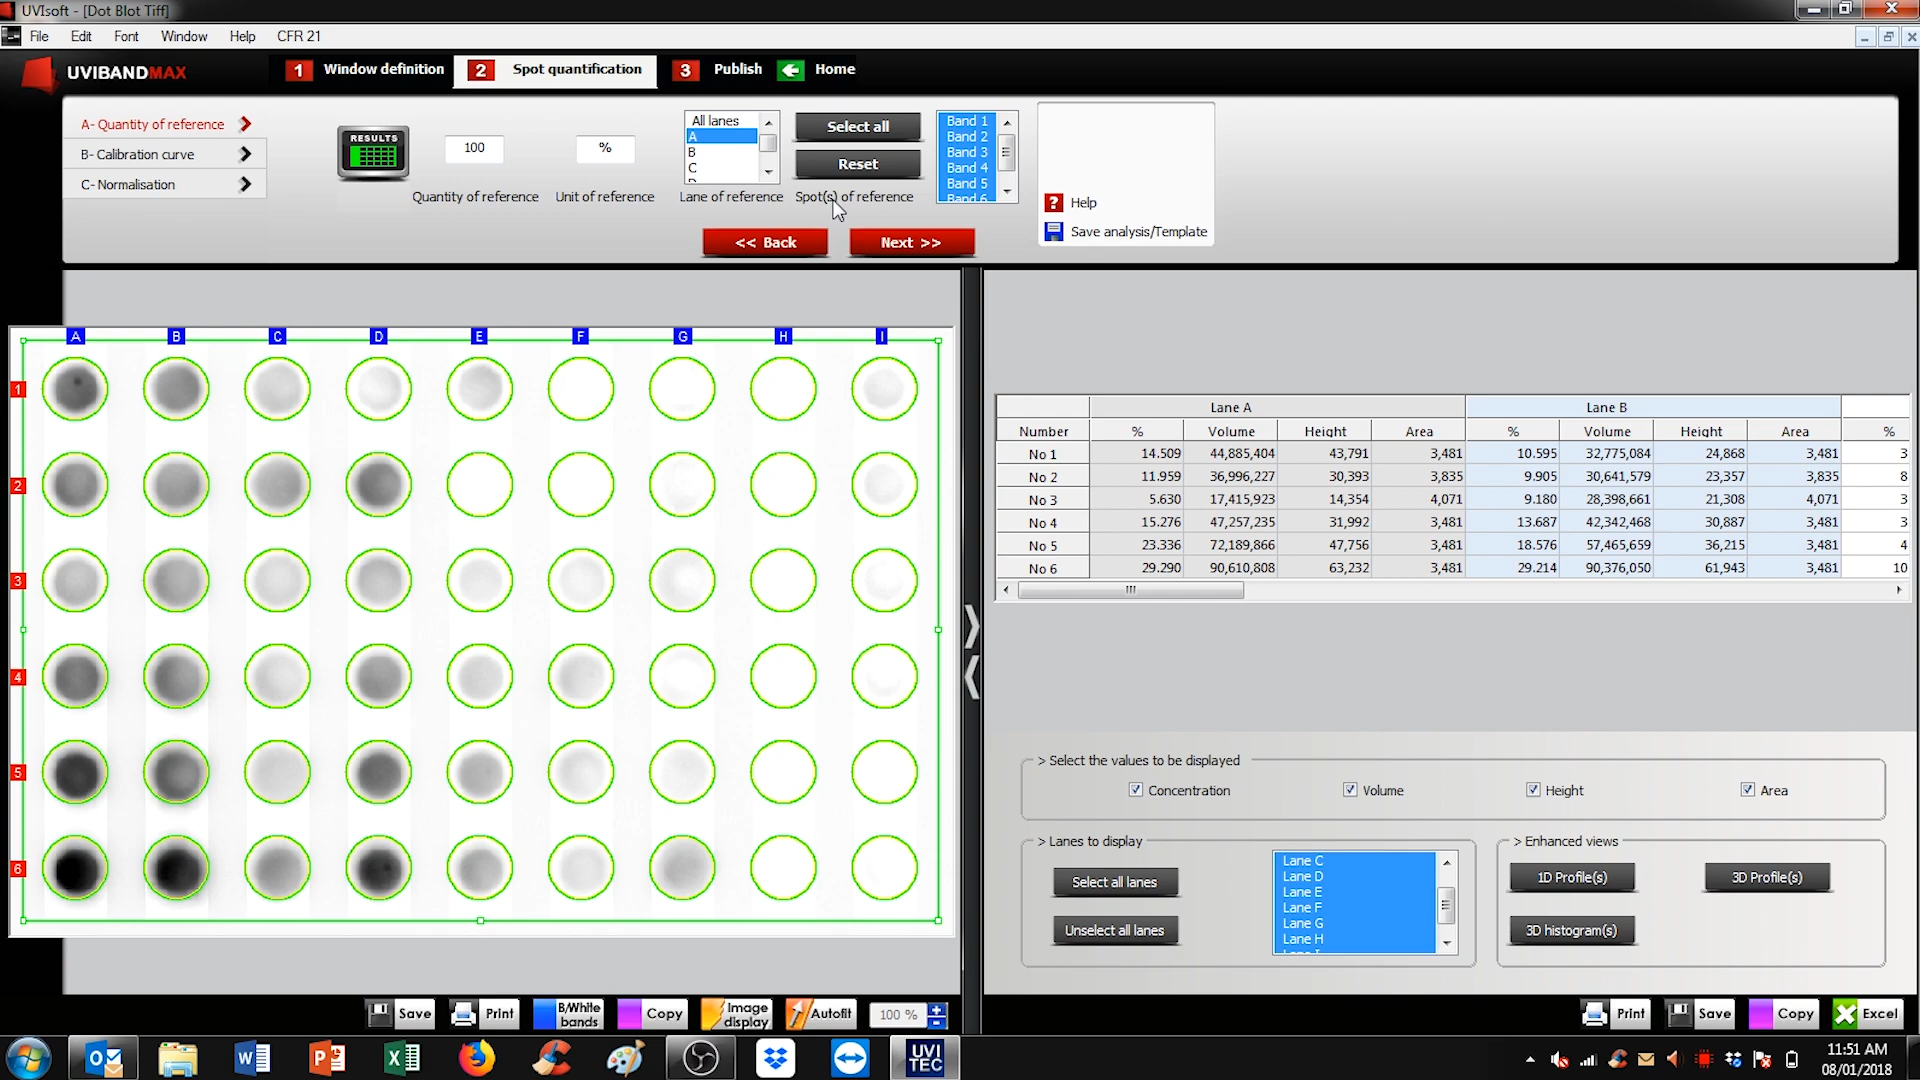 UVIsoft - [Dot Blot Tiff]
File Edit Font Window Help CFR 21
UVIBANDMAX
1 Window definition 2 Spot quantification 3 Publish Home
A- Quantity of reference
B- Calibration curve
C- Normalisation
RESULTS
100
Quantity of reference
%
Unit of reference
All lanes
A
B
C
Lane of reference
Select all
Reset
Spot(s) of reference
Band 1
Band 2
Band 3
Band 4
Band 5
Band 6
<< Back
Next >>
Help
Save analysis/Template
A B C D E F G H I
1
2
3
4
5
6
Lane A Lane B
Number % Volume Height Area % Volume Height Area %
No 1 14.509 44,885,404 43,791 3,481 10.595 32,775,084 24,868 3,481 3
No 2 11.959 36,996,227 30,393 3,835 9.905 30,641,579 23,357 3,835 8
No 3 5.630 17,415,923 14,354 4,071 9.180 28,398,661 21,308 4,071 3
No 4 15.276 47,257,235 31,992 3,481 13.687 42,342,468 30,887 3,481 3
No 5 23.336 72,189,866 47,756 3,481 18.576 57,465,659 36,215 3,481 4
No 6 29.290 90,610,808 63,232 3,481 29.214 90,376,050 61,943 3,481 10
> Select the values to be displayed
Concentration Volume Height Area
> Lanes to display
Select all lanes
Unselect all lanes
Lane C
Lane D
Lane E
Lane F
Lane G
Lane H
> Enhanced views
1D Profile(s)
3D Profile(s)
3D histogram(s)
Save
Print
B/White
bands
Copy
Image
display
Autofit
100 %
Print
Save
Copy
Excel
UVI
TEC
11:51 AM
08/01/2018